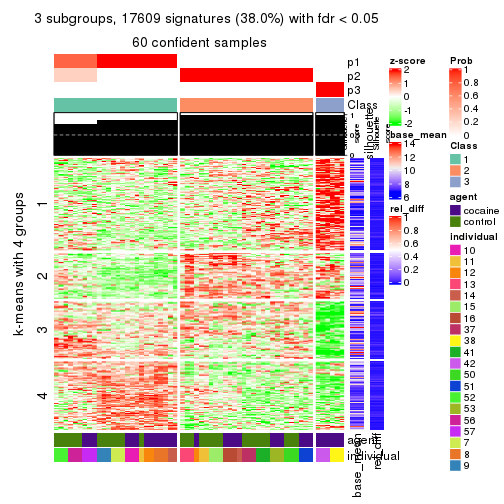 3 subgroups, 17609 signatures (38.0%) with fdr < 0.05
60 confident samples
p1
p2
p3
Class
1
0
silhouette
k-means with 4 groups
1
2
3
4
agent
individual
base_mean
rel_diff
z-score
2
1
0
-1
-2
base_mean
14
12
10
8
6
rel_diff
1
0.8
0.6
0.4
0.2
0
Prob
1
0.8
0.6
0.4
0.2
0
Class
1
2
3
agent
cocaine
control
individual
10
11
12
13
14
15
16
37
38
41
42
50
51
52
53
56
57
7
8
9